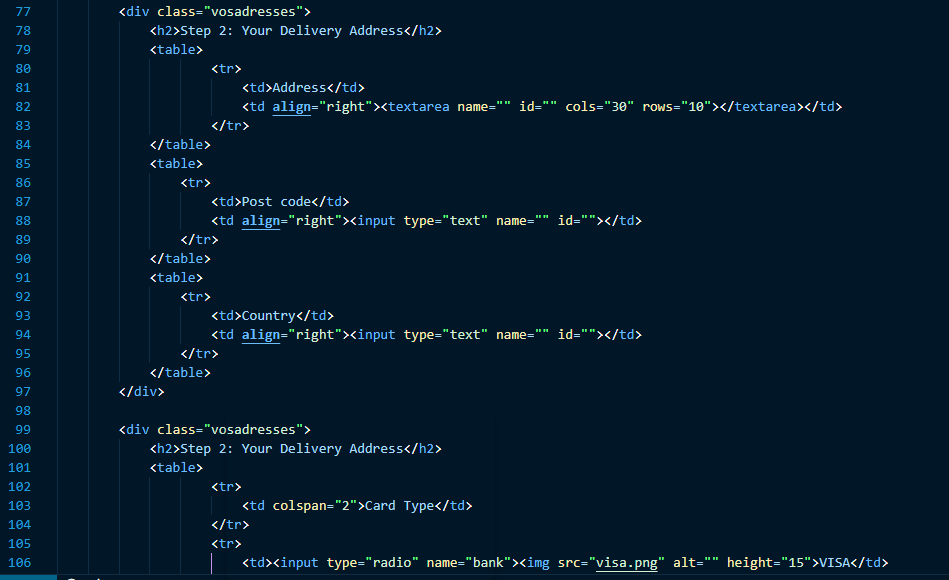 77 <div class="vosadresses">
78 <h2>Step 2: Your Delivery Address</h2>
79 <table>
80 <tr>
81 <td>Address</td>
82 <td align="right"><textarea name="" id="" cols="30" rows="10"></textarea></td>
83 </tr>
84 </table>
85 <table>
86 <tr>
87 <td>Post code</td>
88 <td align="right"><input type="text" name="" id=""></td>
89 </tr>
90 </table>
91 <table>
92 <tr>
93 <td>Country</td>
94 <td align="right"><input type="text" name="" id=""></td>
95 </tr>
96 </table>
97 </div>
98
99 <div class="vosadresses">
100 <h2>Step 2: Your Delivery Address</h2>
101 <table>
102 <tr>
103 <td colspan="2">Card Type</td>
104 </tr>
105 <tr>
106 <td><input type="radio" name="bank"><img src="visa.png" alt="" height="15">VISA</td>